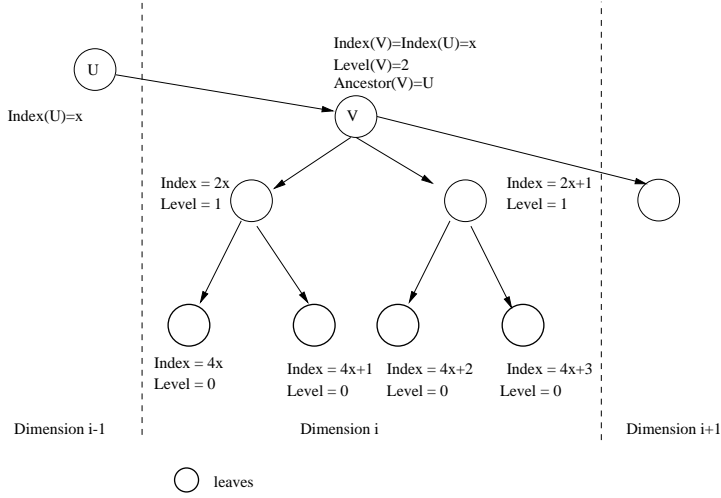 Index(V)=Index(U)=x
Level(V)=2
Ancestor(V)=U
U
V
Index(U)=x
Index = 2x
Level = 1
Index = 2x+1
Level = 1
Index = 4x
Level = 0
Index = 4x+1
Level = 0
Index = 4x+2
Level = 0
Index = 4x+3
Level = 0
Dimension i-1
Dimension i
Dimension i+1
leaves